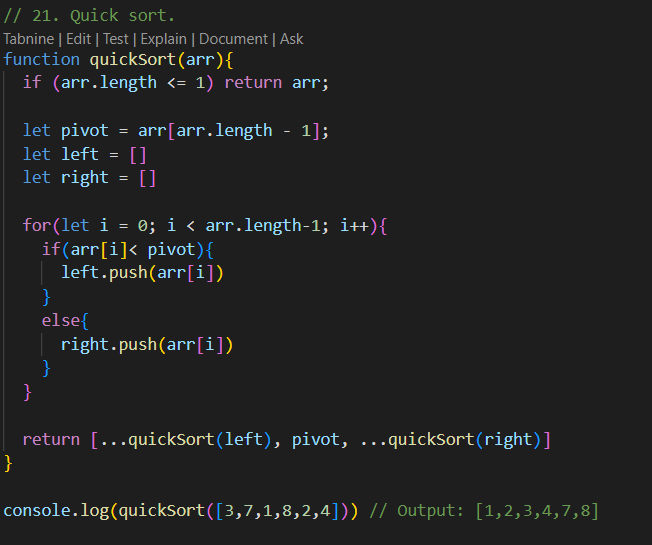 // 21. Quick sort.
Tabnine | Edit | Test | Explain | Document | Ask
function quickSort(arr){
  if (arr.length <= 1) return arr;

  let pivot = arr[arr.length - 1];
  let left = []
  let right = []

  for(let i = 0; i < arr.length-1; i++){
    if(arr[i]< pivot){
      left.push(arr[i])
    }
    else{
      right.push(arr[i])
    }
  }

  return [...quickSort(left), pivot, ...quickSort(right)]
}

console.log(quickSort([3,7,1,8,2,4])) // Output: [1,2,3,4,7,8]